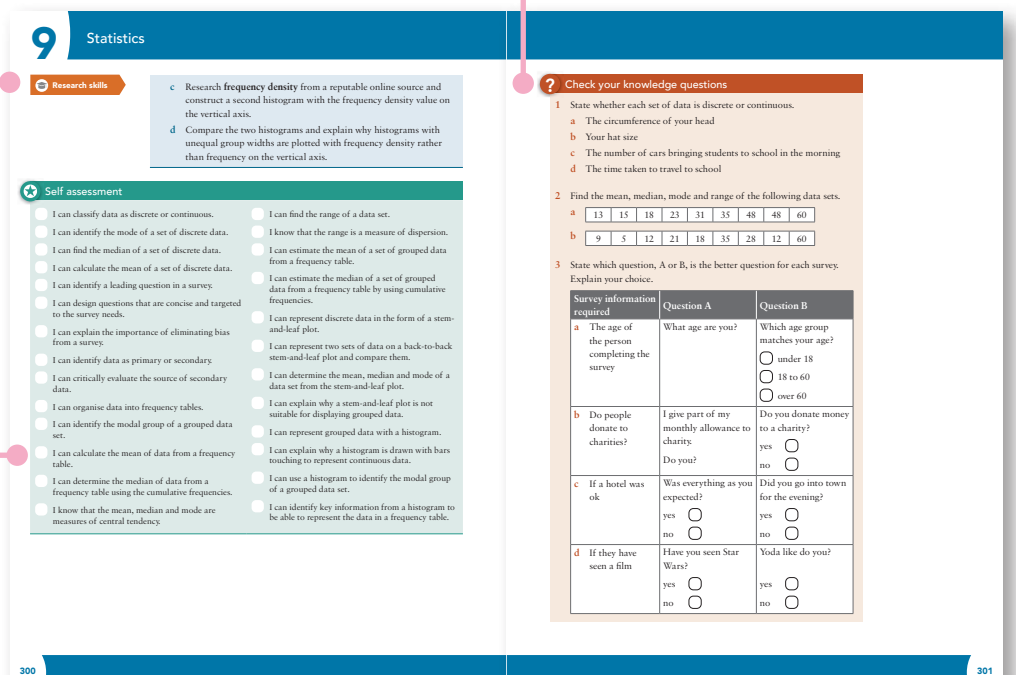 9
Statistics
Research skills
c Research frequency density from a reputable online source and
construct a second histogram with the frequency density value on
the vertical axis.
d Compare the two histograms and explain why histograms with
unequal group widths are plotted with frequency density rather
than frequency on the vertical axis.
Self assessment
I can classify data as discrete or continuous.
I can identify the mode of a set of discrete data.
I can find the median of a set of discrete data.
I can calculate the mean of a set of discrete data.
I can identify a leading question in a survey.
I can design questions that are concise and targeted
to the survey needs.
I can explain the importance of eliminating bias
from a survey.
I can identify data as primary or secondary.
I can critically evaluate the source of secondary
data.
I can organise data into frequency tables.
I can identify the modal group of a grouped data
set.
I can calculate the mean of data from a frequency
table.
I can determine the median of data from a
frequency table using the cumulative frequencies.
I know that the mean, median and mode are
measures of central tendency.
I can find the range of a data set.
I know that the range is a measure of dispersion.
I can estimate the mean of a set of grouped data
from a frequency table.
I can estimate the median of a set of grouped
data from a frequency table by using cumulative
frequencies.
I can represent discrete data in the form of a stem-
and-leaf plot.
I can represent two sets of data on a back-to-back
stem-and-leaf plot and compare them.
I can determine the mean, median and mode of a
data set from the stem-and-leaf plot.
I can explain why a stem-and-leaf plot is not
suitable for displaying grouped data.
I can represent grouped data with a histogram.
I can explain why a histogram is drawn with bars
touching to represent continuous data.
I can use a histogram to identify the modal group
of a grouped data set.
I can identify key information from a histogram to
be able to represent the data in a frequency table.
300
? Check your knowledge questions
1 State whether each set of data is discrete or continuous.
a The circumference of your head
b Your hat size
c The number of cars bringing students to school in the morning
d The time taken to travel to school
2 Find the mean, median, mode and range of the following data sets.
a 13 15 18 23 31 35 48 48 60
b 9 5 12 21 18 35 28 12 60
3 State which question, A or B, is the better question for each survey.
Explain your choice.
Survey information
required
Question A
Question B
a The age of
the person
completing the
survey
What age are you?
Which age group
matches your age?
under 18
18 to 60
over 60
b Do people
donate to
charities?
I give part of my
monthly allowance to
charity.
Do you?
Do you donate money
to a charity?
yes
no
c If a hotel was
ok
Was everything as you
expected?
yes
no
Did you go into town
for the evening?
yes
no
d If they have
seen a film
Have you seen Star
Wars?
yes
no
Yoda like do you?
yes
no
301